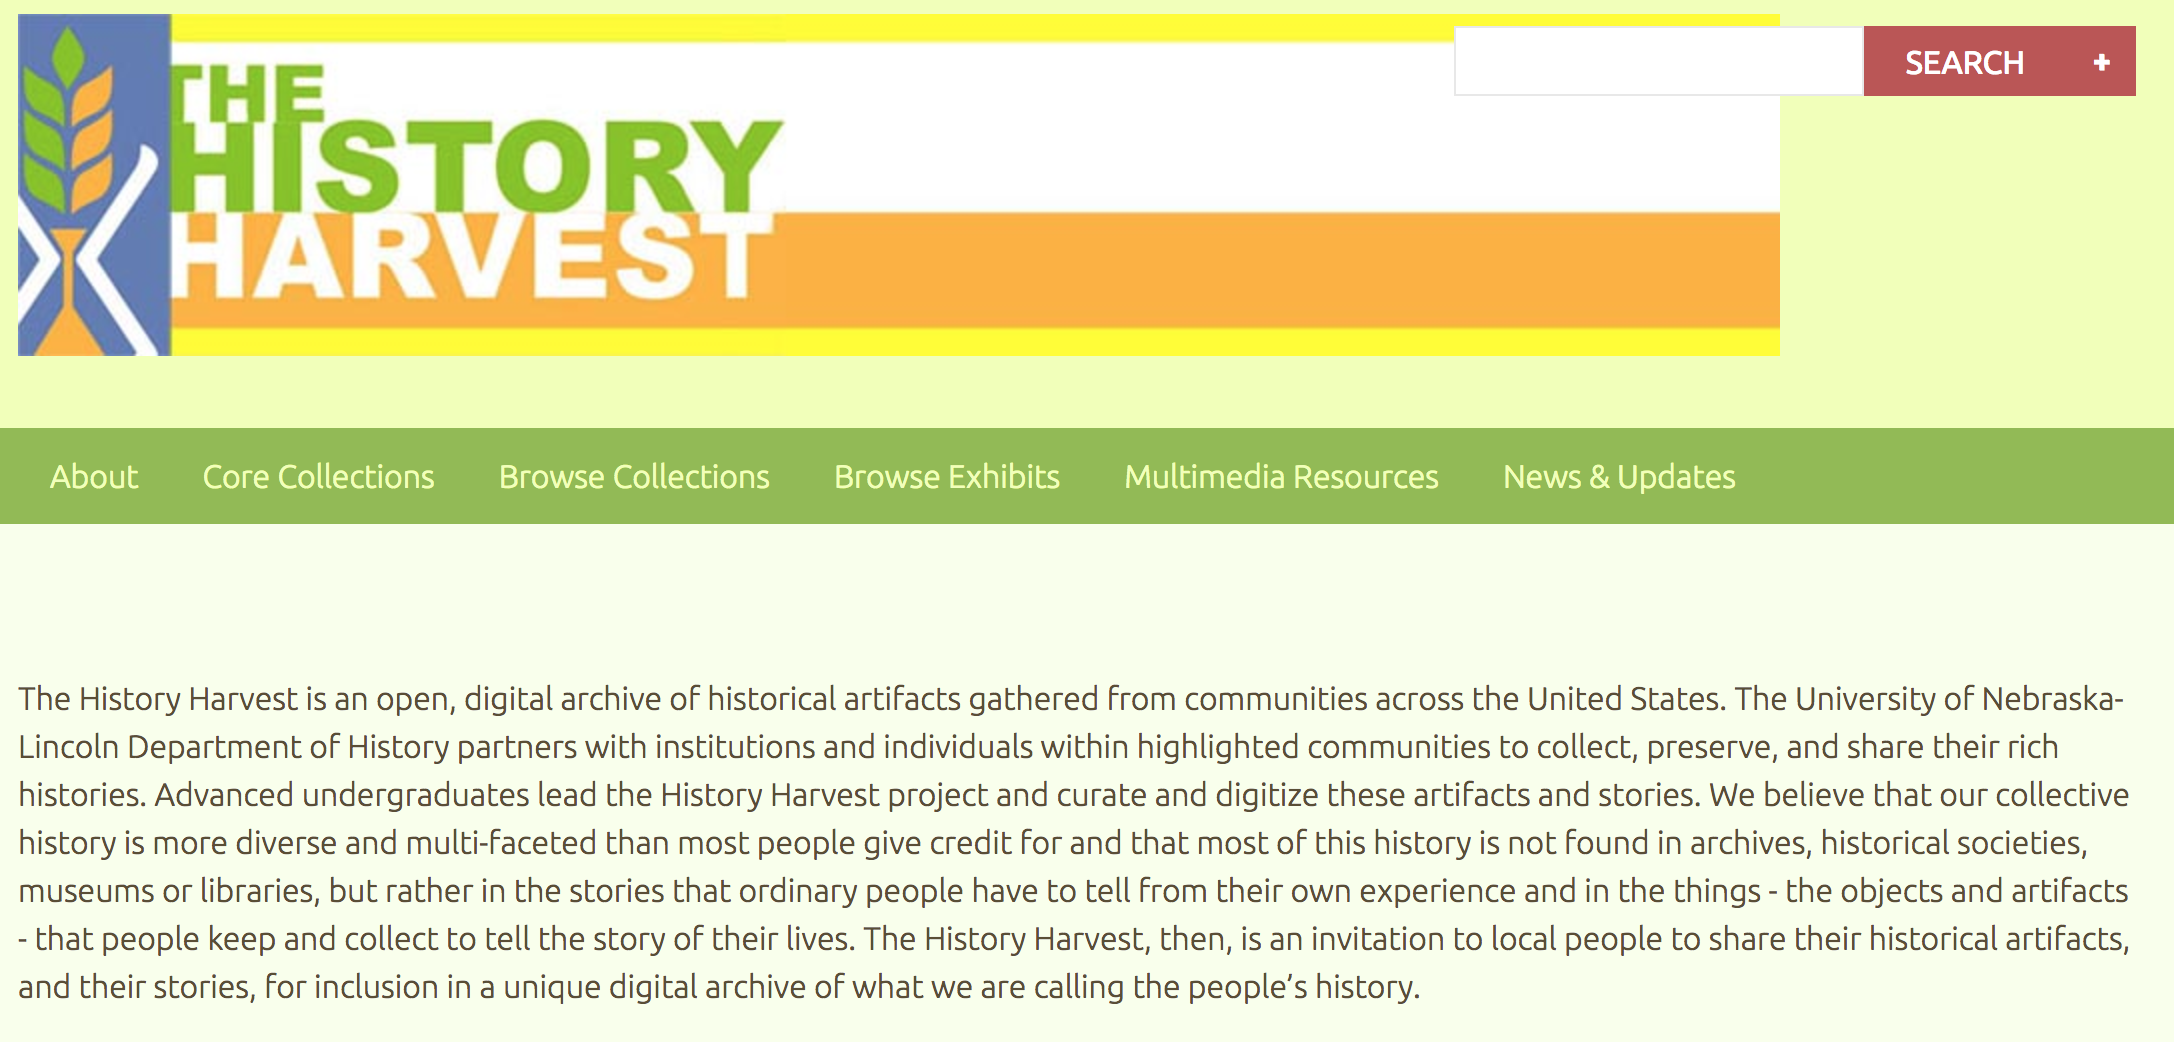 THE
HISTORY
HARVEST
SEARCH +
About Core Collections Browse Collections Browse Exhibits Multimedia Resources News & Updates
The History Harvest is an open, digital archive of historical artifacts gathered from communities across the United States. The University of Nebraska-
Lincoln Department of History partners with institutions and individuals within highlighted communities to collect, preserve, and share their rich
histories. Advanced undergraduates lead the History Harvest project and curate and digitize these artifacts and stories. We believe that our collective
history is more diverse and multi-faceted than most people give credit for and that most of this history is not found in archives, historical societies,
museums or libraries, but rather in the stories that ordinary people have to tell from their own experience and in the things - the objects and artifacts
- that people keep and collect to tell the story of their lives. The History Harvest, then, is an invitation to local people to share their historical artifacts,
and their stories, for inclusion in a unique digital archive of what we are calling the people’s history.